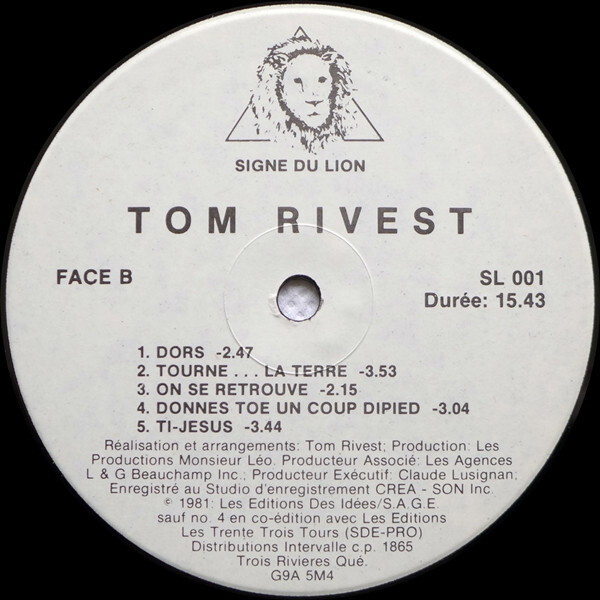 SIGNE DU LION
TOM RIVEST
FACE B
SL 001
Durée: 15.43
1. DORS -2.47
2. TOURNE . . . LA TERRE -3.53
3. ON SE RETROUVE -2.15
4. DONNES TOE UN COUP DIPIED -3.04
5. TI-JESUS -3.44
Réalisation et arrangements: Tom Rivest; Production: Les
Productions Monsieur Léo. Producteur Associé: Les Agences
L & G Beauchamp Inc.; Producteur Exécutif: Claude Lusignan;
Enregistré au Studio d'enregistrement CREA - SON Inc.
© 1981: Les Editions Des Idées/S.A.G.E.
sauf no. 4 en co-édition avec Les Editions
Les Trente Trois Tours (SDE-PRO)
Distributions Intervalle c.p. 1865
Trois Rivieres Qué.
G9A 5M4